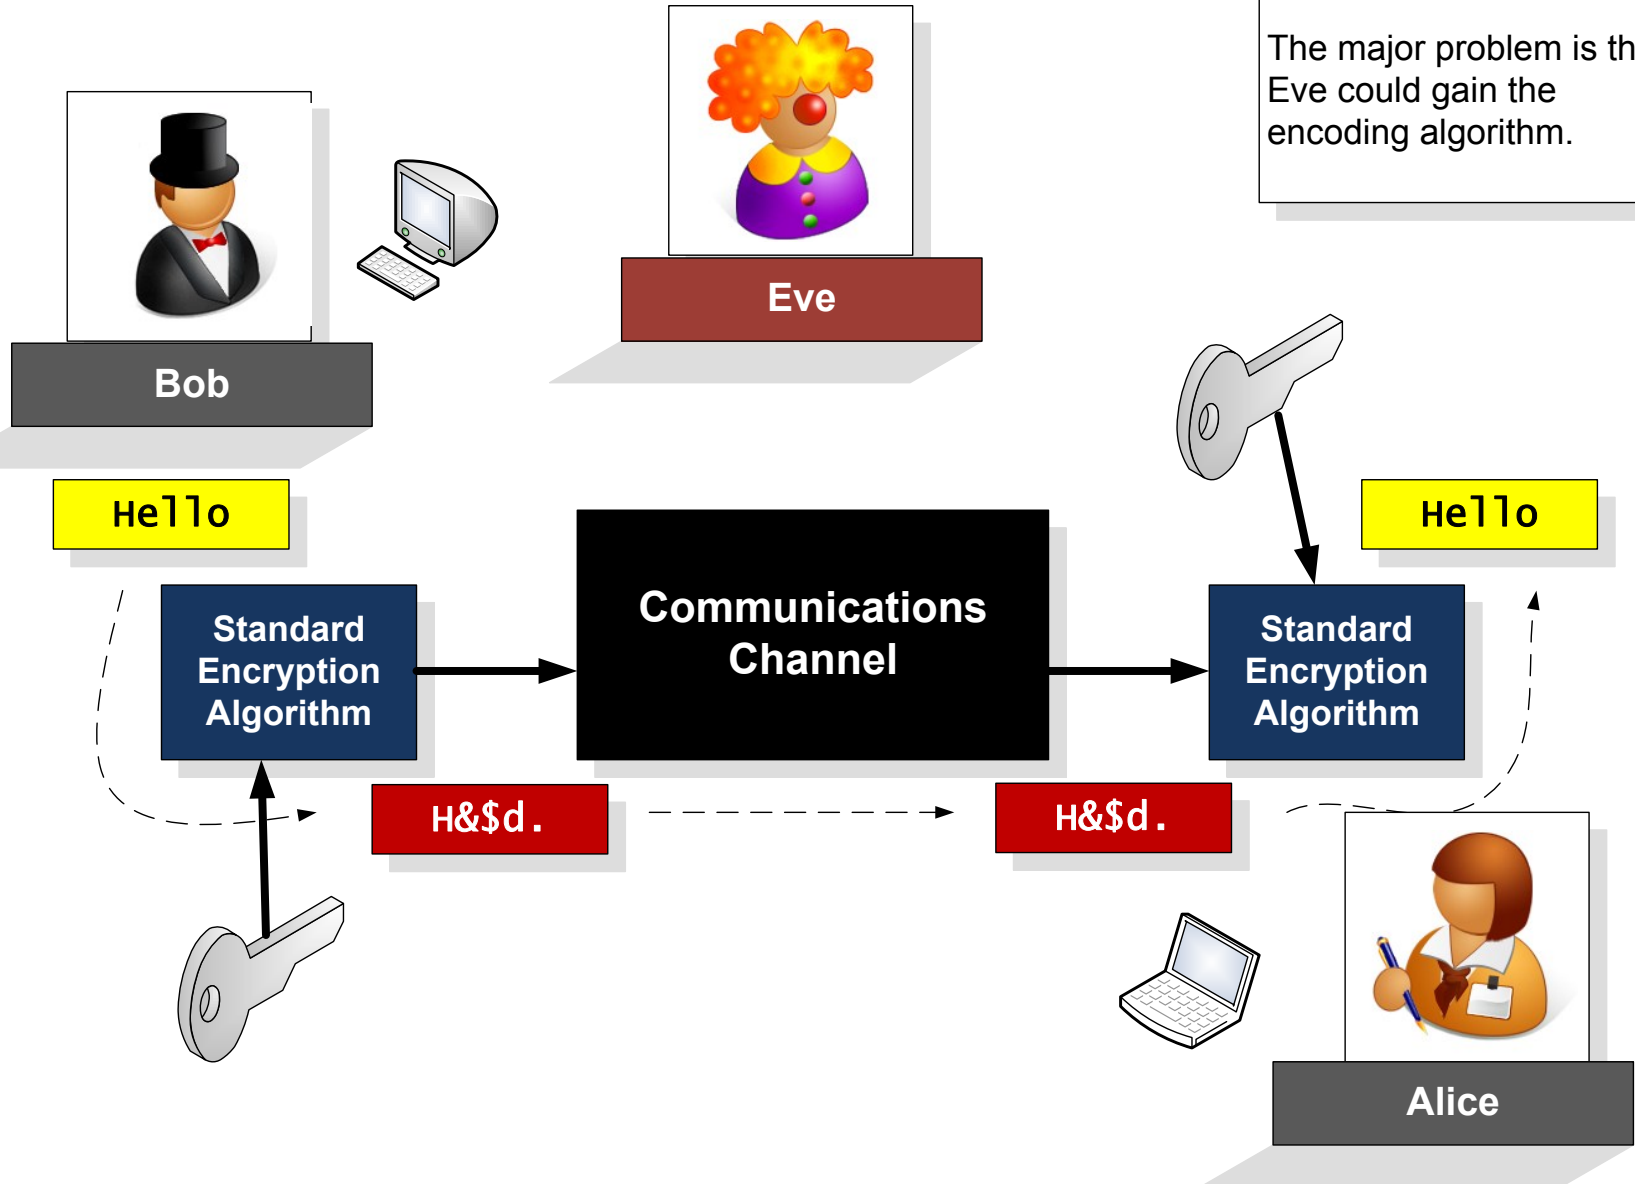 The major problem is th
Eve could gain the
encoding algorithm.
Eve
Bob
Hello
Hello
Communications
Channel
Standard
Encryption
Algorithm
Standard
Encryption
Algorithm
H&$d.
H&$d.
Alice